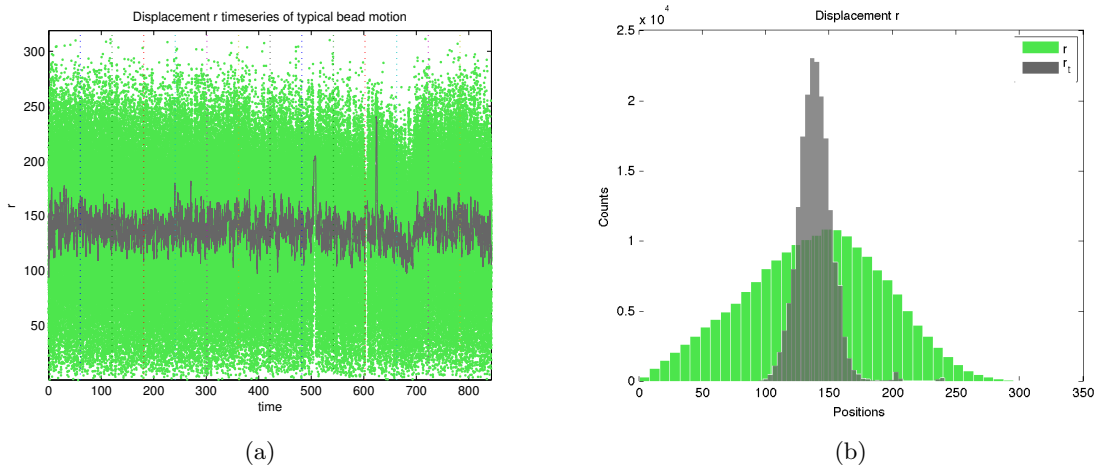 Displacement r timeseries of typical bead motion
300
250
200
150
100
50
r
0 100 200 300 400 500 600 700 800
time
(a)
Displacement r
x 10^4
2.5
2
1.5
1
0.5
0
Counts
r
r_t
0 50 100 150 200 250 300 350
Positions
(b)